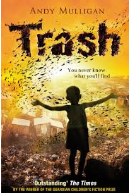 ANDY MULLIGAN
Trash
You never know
what you'll find
'Outstanding' The Times
BY THE WINNER OF THE GUARDIAN CHILDREN'S FICTION PRIZE